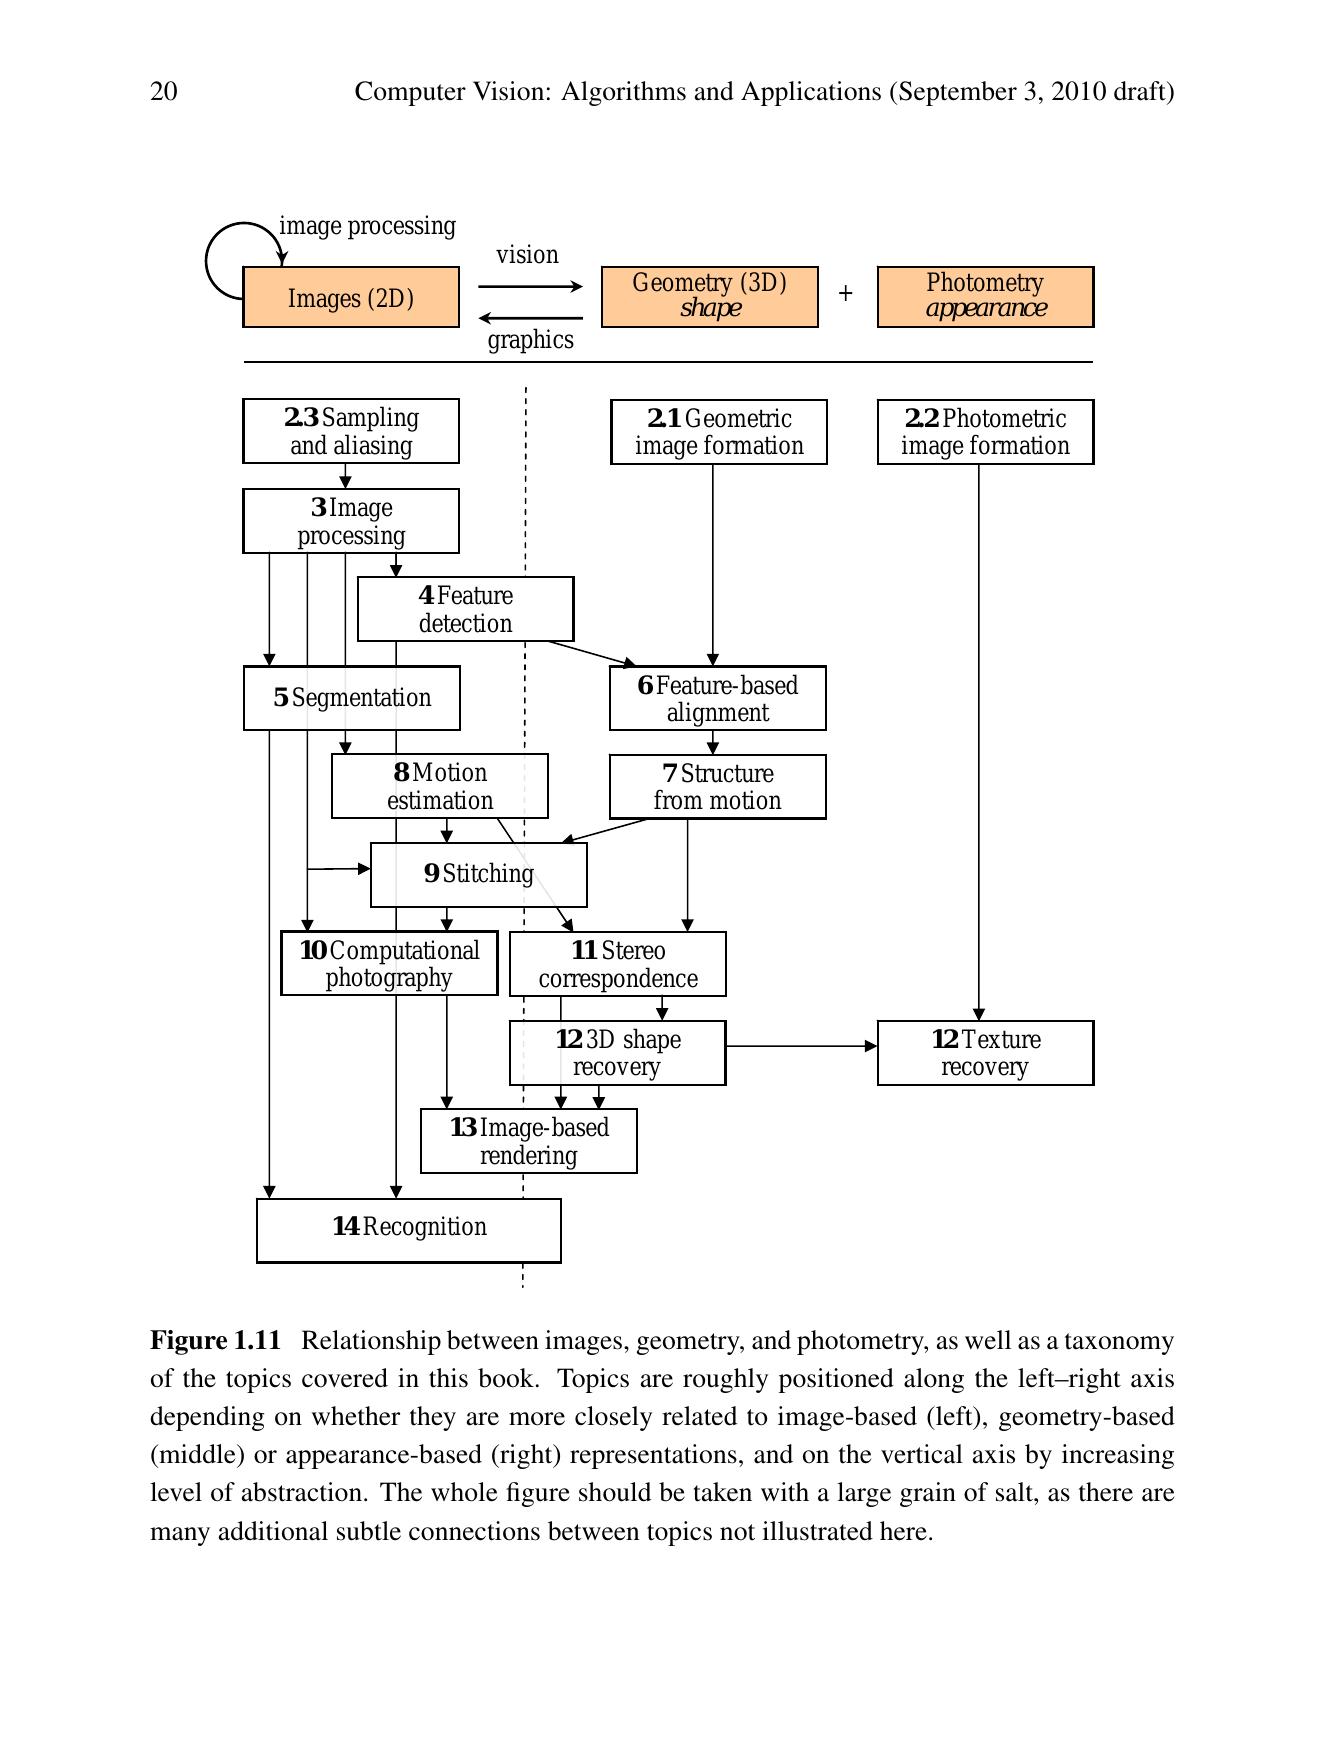 20 Computer Vision: Algorithms and Applications (September 3, 2010 draft)
image processing
vision
Images (2D)
Geometry (3D)
shape
+
Photometry
appearance
graphics
2.3 Sampling
and aliasing
2.1 Geometric
image formation
2.2 Photometric
image formation
3 Image
processing
4 Feature
detection
5 Segmentation
6 Feature-based
alignment
8 Motion
estimation
7 Structure
from motion
9 Stitching
10 Computational
photography
11 Stereo
correspondence
12 3D shape
recovery
12 Texture
recovery
13 Image-based
rendering
14 Recognition
Figure 1.11 Relationship between images, geometry, and photometry, as well as a taxonomy
of the topics covered in this book. Topics are roughly positioned along the left–right axis
depending on whether they are more closely related to image-based (left), geometry-based
(middle) or appearance-based (right) representations, and on the vertical axis by increasing
level of abstraction. The whole figure should be taken with a large grain of salt, as there are
many additional subtle connections between topics not illustrated here.